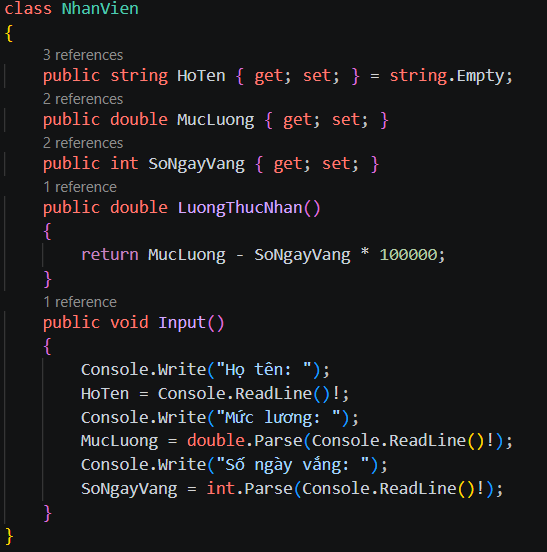 class NhanVien
{
3 references
public string HoTen { get; set; } = string.Empty;
2 references
public double MucLuong { get; set; }
2 references
public int SoNgayVang { get; set; }
1 reference
public double LuongThucNhan()
{
return MucLuong - SoNgayVang * 100000;
}
1 reference
public void Input()
{
Console.Write("Họ tên: ");
HoTen = Console.ReadLine()!;
Console.Write("Mức lương: ");
MucLuong = double.Parse(Console.ReadLine()!);
Console.Write("Số ngày vắng: ");
SoNgayVang = int.Parse(Console.ReadLine()!);
}
}